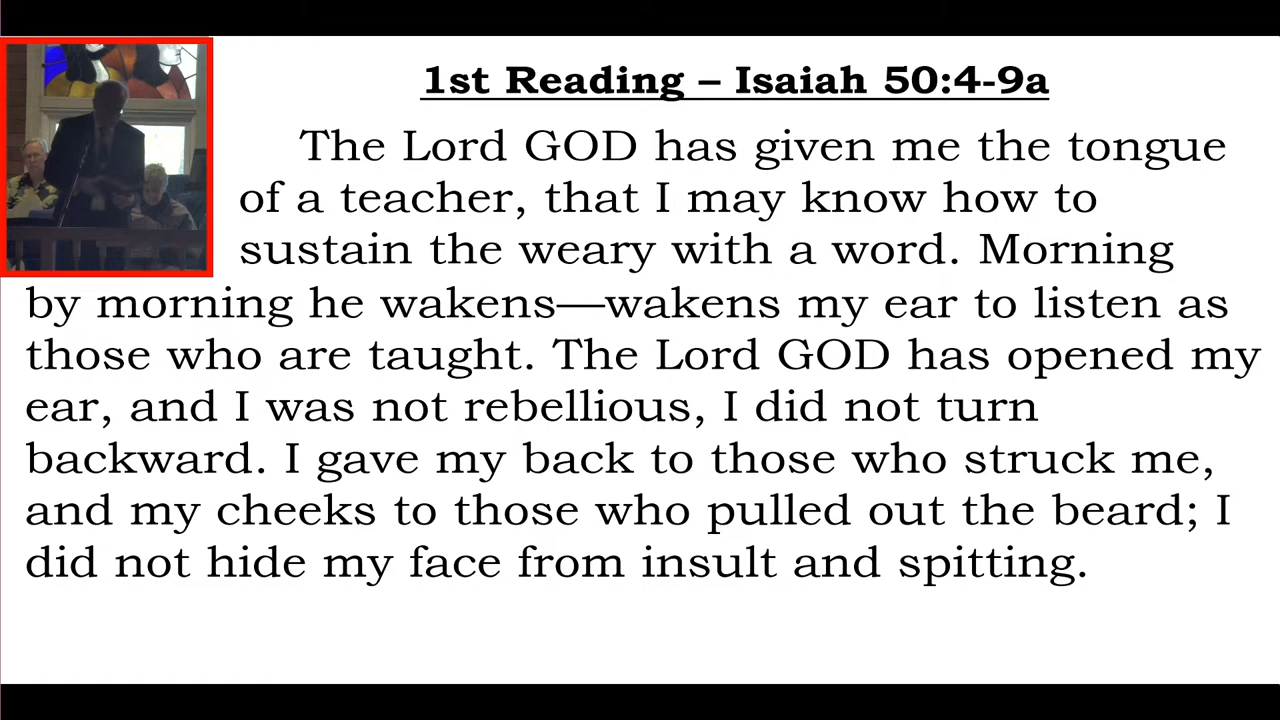 1st Reading – Isaiah 50:4-9a
The Lord GOD has given me the tongue
of a teacher, that I may know how to
sustain the weary with a word. Morning
by morning he wakens—wakens my ear to listen as
those who are taught. The Lord GOD has opened my
ear, and I was not rebellious, I did not turn
backward. I gave my back to those who struck me,
and my cheeks to those who pulled out the beard; I
did not hide my face from insult and spitting.